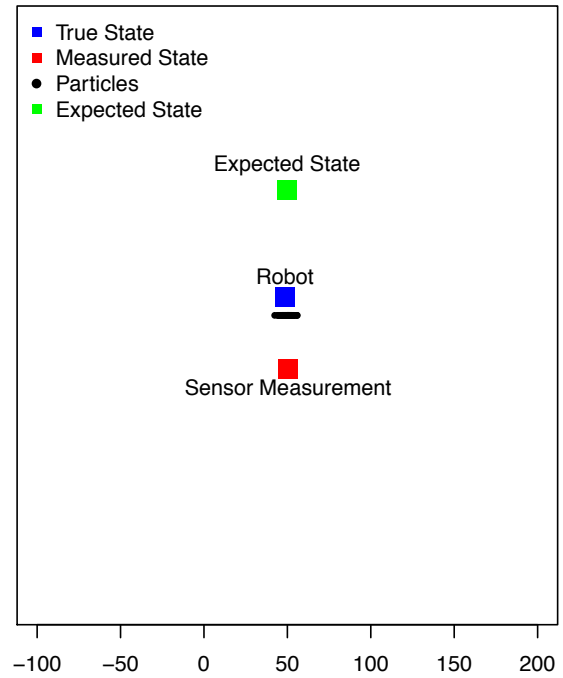 True State
Measured State
Particles
Expected State
Expected State
Robot
Sensor Measurement
−100 −50 0 50 100 150 200